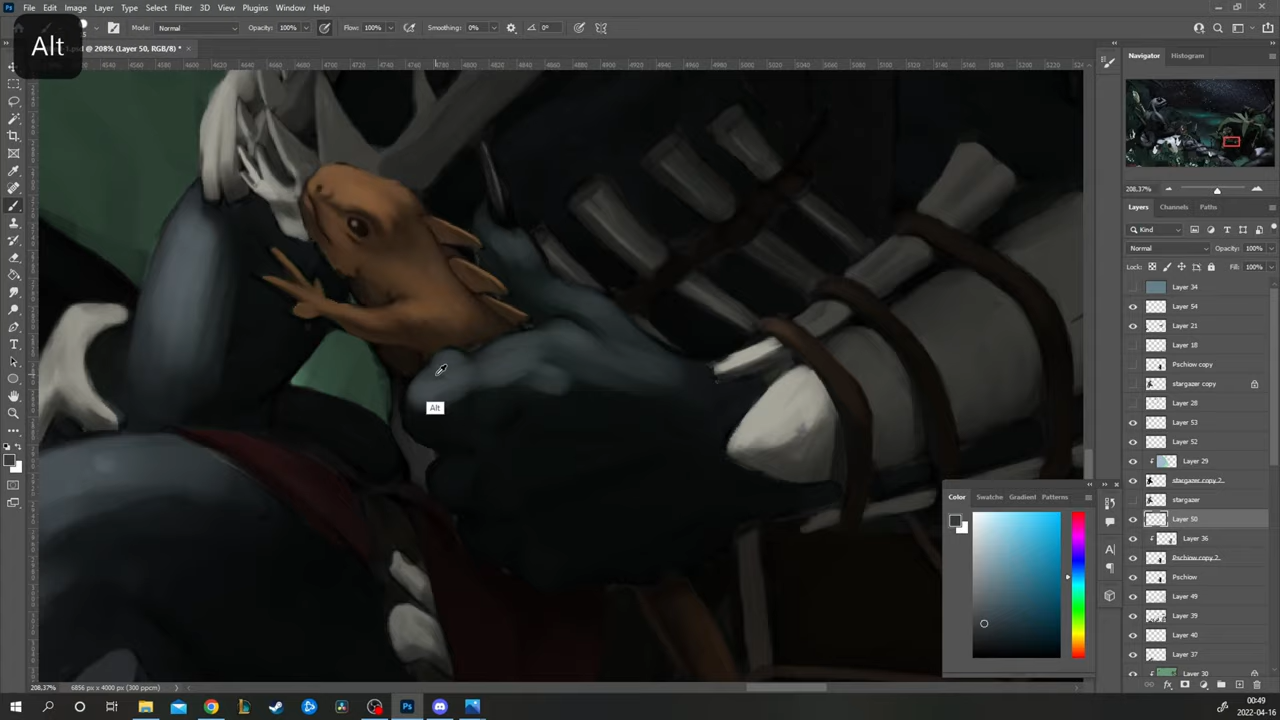 Ps File Edit Image Layer Type Select Filter 3D View Plugins Window Help
Mode: Normal Opacity: 100% Flow: 100% Smoothing: 0% 0°
Alt
@ 208% (Layer 50, RGB/8) *
Navigator Histogram
208.37%
Layers Channels Paths
Kind
Normal Opacity: 100%
Lock: Fill: 100%
Layer 34
Layer 54
Layer 21
Layer 18
Pschiow copy
stargazer copy
Layer 28
Layer 53
Layer 52
Layer 29
stargazer copy 2
stargazer
Layer 50
Layer 36
Pschiow copy 2
Pschiow
Layer 49
Layer 39
Layer 40
Layer 37
Layer 30
Alt
Color Swatche Gradient Patterns
208.37% 6856 px x 4000 px (300 ppcm)
00:49
2022-04-16